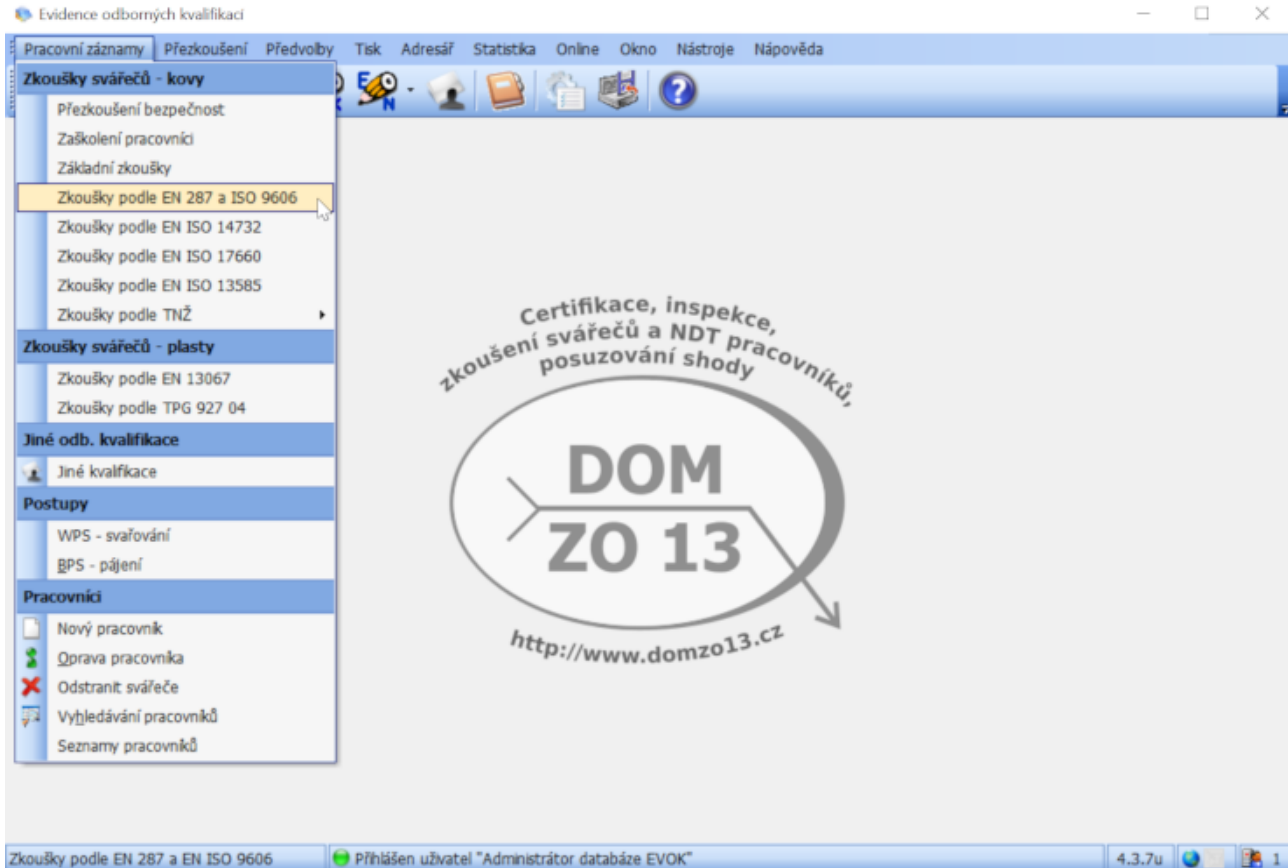 Evidence odborných kvalifikací
Pracovní záznamy Přezkoušení Předvolby Tisk Adresář Statistika Online Okno Nástroje Nápověda
Zkoušky svářečů - kovy
Přezkoušení bezpečnost
Zaškolení pracovníci
Základní zkoušky
Zkoušky podle EN 287 a ISO 9606
Zkoušky podle EN ISO 14732
Zkoušky podle EN ISO 17660
Zkoušky podle EN ISO 13585
Zkoušky podle TNŽ
Zkoušky svářečů - plasty
Zkoušky podle EN 13067
Zkoušky podle TPG 927 04
Jiné odb. kvalifikace
Jiné kvalfikace
Postupy
WPS - svařování
BPS - pájení
Pracovníci
Nový pracovník
Oprava pracovníka
Odstranit svářeče
Vyhledávání pracovníků
Seznamy pracovníků
Certifikace, inspekce,
zkoušení svářečů a NDT pracovníků,
posuzování shody
DOM
ZO 13
http://www.domzo13.cz
Zkoušky podle EN 287 a EN ISO 9606 Přihlášen uživatel "Administrátor databáze EVOK" 4.3.7u 1